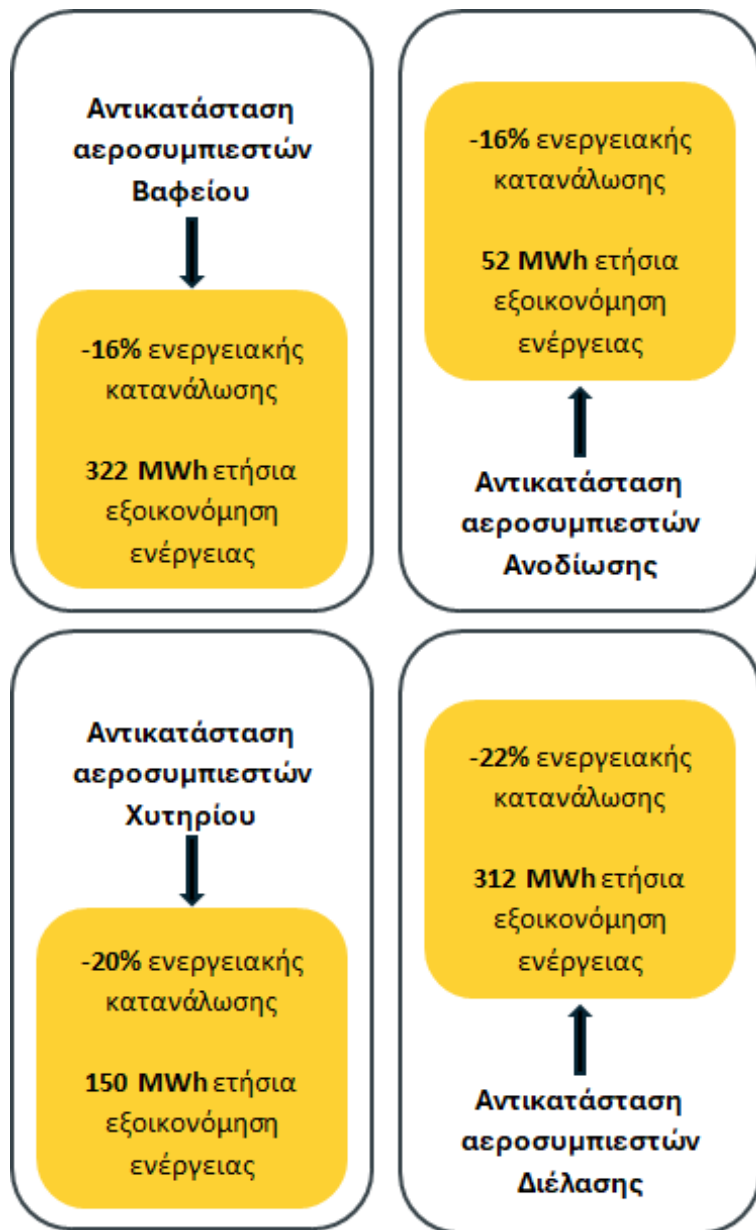 Αντικατάσταση
αεροσυμπιεστών
Βαφείου
-16% ενεργειακής
κατανάλωσης
322 MWh ετήσια
εξοικονόμηση
ενέργειας
-16% ενεργειακής
κατανάλωσης
52 MWh ετήσια
εξοικονόμηση
ενέργειας
Αντικατάσταση
αεροσυμπιεστών
Ανοδίωσης
Αντικατάσταση
αεροσυμπιεστών
Χυτηρίου
-20% ενεργειακής
κατανάλωσης
150 MWh ετήσια
εξοικονόμηση
ενέργειας
-22% ενεργειακής
κατανάλωσης
312 MWh ετήσια
εξοικονόμηση
ενέργειας
Αντικατάσταση
αεροσυμπιεστών
Διέλασης